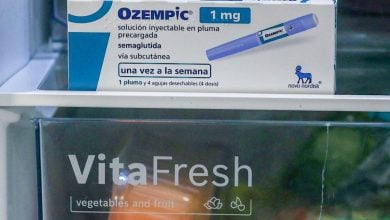 OZEMPIC® 1 mg
solución inyectable en pluma
precargada
semaglutida
vía subcutánea
una vez a la semana
1 pluma y 4 agujas desechables (4 dosis)
novo nordisk®
VitaFresh
vegetables and fruit